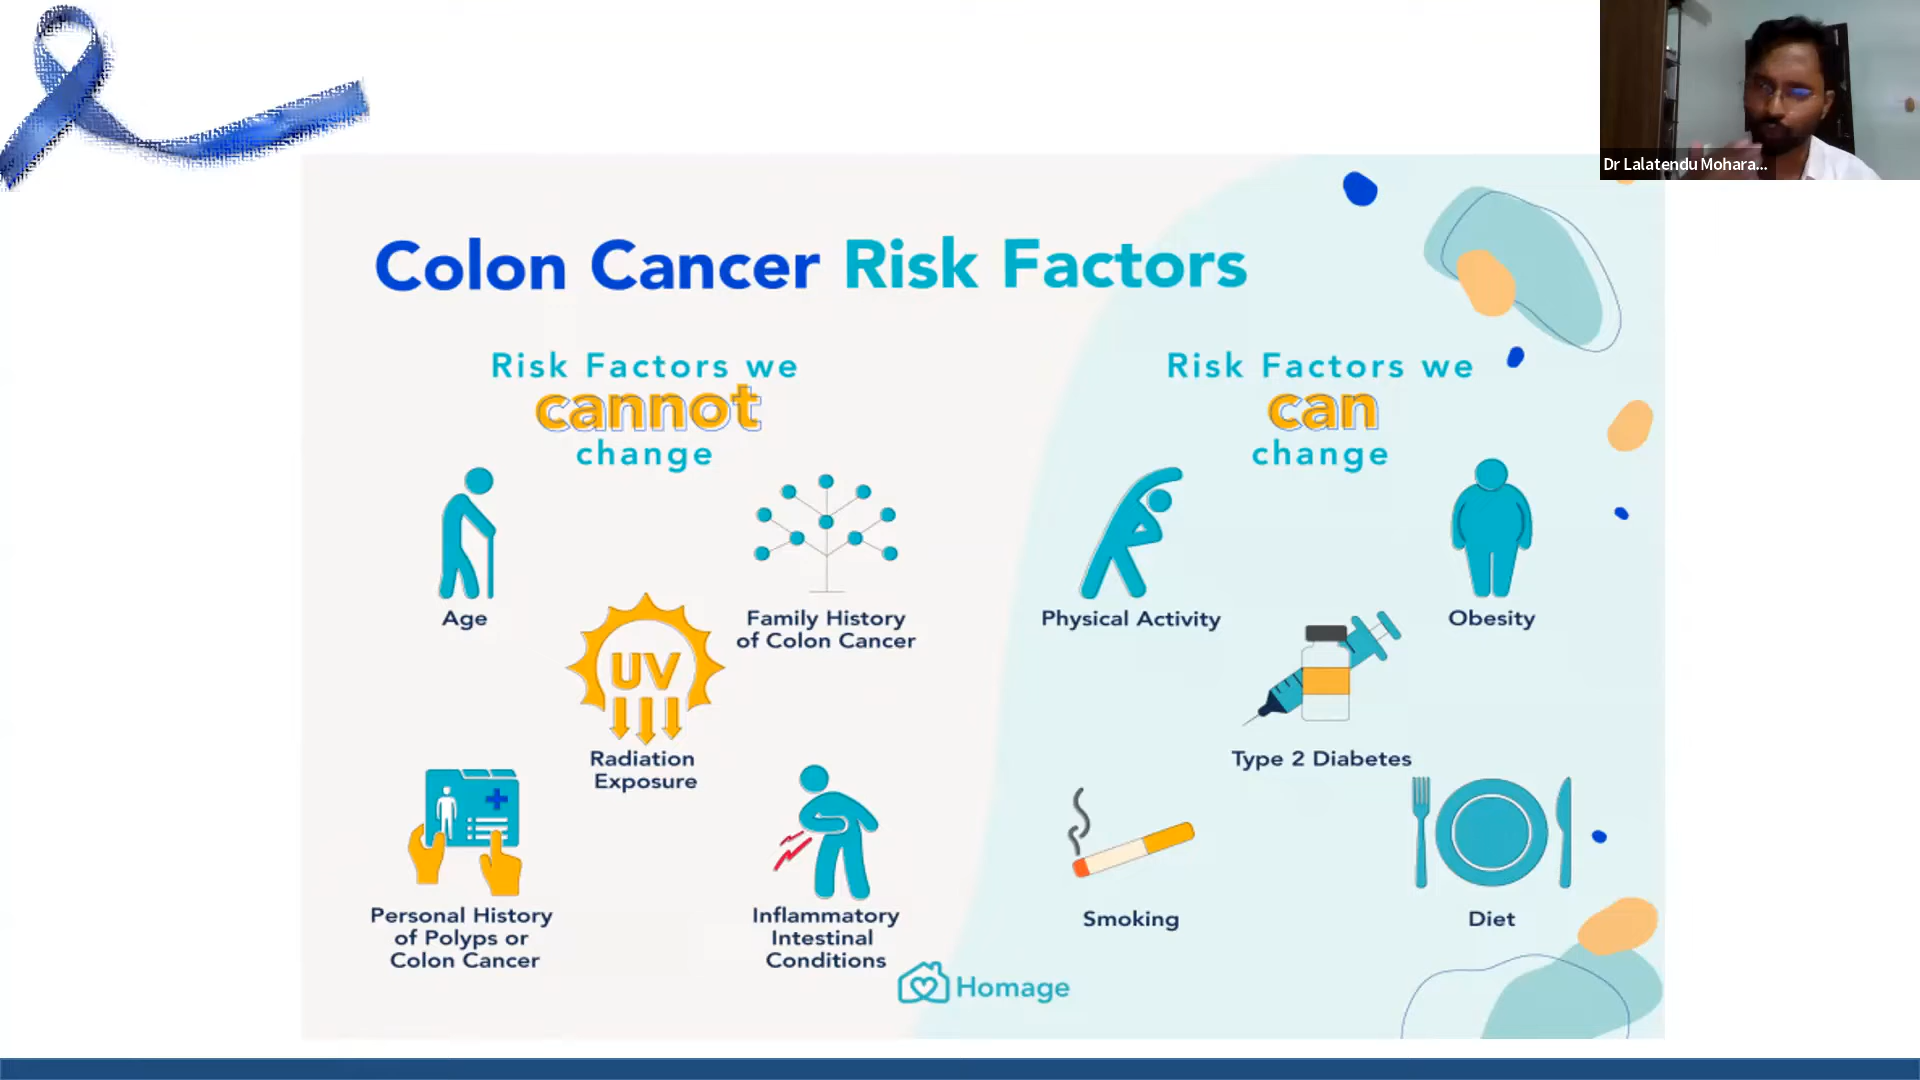 Dr Lalatendu Mohara...
Colon Cancer Risk Factors
Risk Factors we
cannot
change
Age
Family History
of Colon Cancer
UV
Radiation
Exposure
Personal History
of Polyps or
Colon Cancer
Inflammatory
Intestinal
Conditions
Risk Factors we
can
change
Physical Activity
Obesity
Type 2 Diabetes
Smoking
Diet
Homage